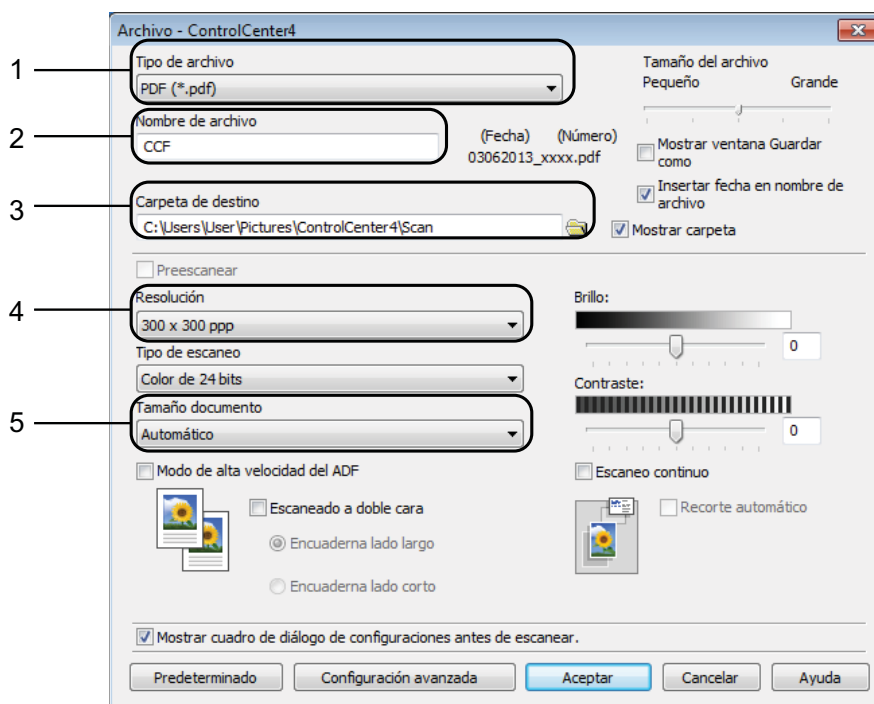 Archivo - ControlCenter4
1
Tipo de archivo
PDF (*.pdf)
Tamaño del archivo
Pequeño Grande
2
Nombre de archivo
CCF
(Fecha) (Número)
03062013_xxxx.pdf
Mostrar ventana Guardar
como
Insertar fecha en nombre de
archivo
3
Carpeta de destino
C:\Users\User\Pictures\ControlCenter4\Scan
Mostrar carpeta
Preescanear
4
Resolución
300 x 300 ppp
Brillo:
0
Tipo de escaneo
Color de 24 bits
Contraste:
0
5
Tamaño documento
Automático
Modo de alta velocidad del ADF
Escaneo continuo
Escaneado a doble cara
Recorte automático
Encuaderna lado largo
Encuaderna lado corto
Mostrar cuadro de diálogo de configuraciones antes de escanear.
Predeterminado Configuración avanzada Aceptar Cancelar Ayuda